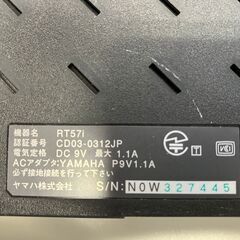 機器名 RT57i
認証番号 CD03-0312JP
電気定格 DC 9V 最大 1.1A
ACアダプタ:YAMAHA P9V1.1A
必ず接地接続を行って下さい
ヤマハ株式会社
S/N: N0W327445